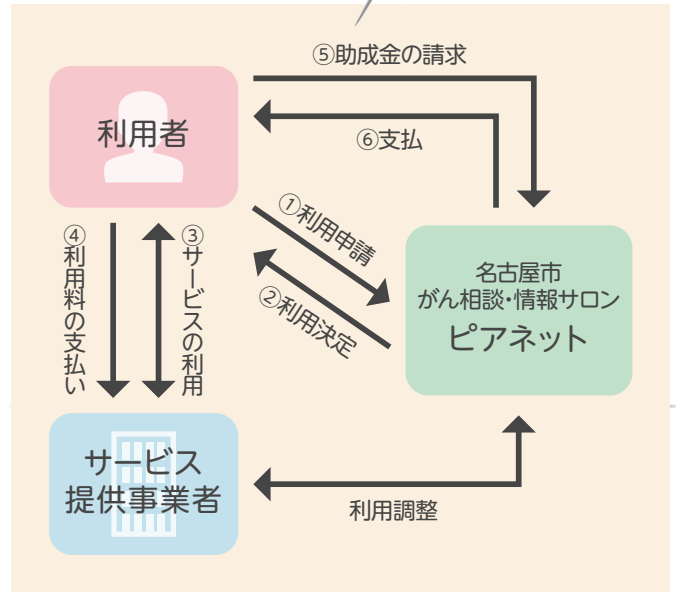 ⑤助成金の請求
利用者
⑥支払
①利用申請
②利用決定
④利用料の支払い
③サービスの利用
名古屋市
がん相談・情報サロン
ピアネット
サービス
提供事業者
利用調整